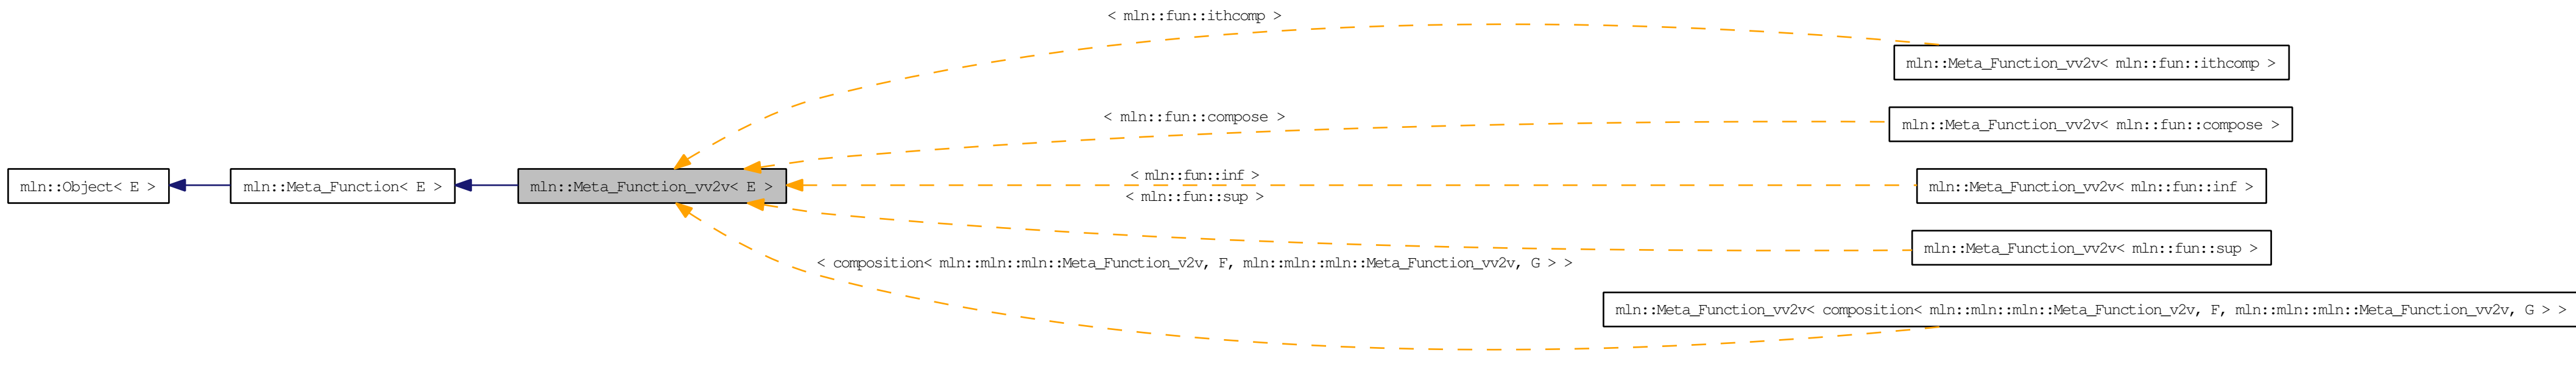 < mln::fun::ithcomp >
mln::Meta_Function_vv2v< mln::fun::ithcomp >
< mln::fun::compose >
mln::Meta_Function_vv2v< mln::fun::compose >
mln::Object< E >
mln::Meta_Function< E >
mln::Meta_Function_vv2v< E >
< mln::fun::inf >
mln::Meta_Function_vv2v< mln::fun::inf >
< mln::fun::sup >
mln::Meta_Function_vv2v< mln::fun::sup >
< composition< mln::mln::mln::Meta_Function_v2v, F, mln::mln::mln::Meta_Function_vv2v, G > >
mln::Meta_Function_vv2v< composition< mln::mln::mln::Meta_Function_v2v, F, mln::mln::mln::Meta_Function_vv2v, G > >